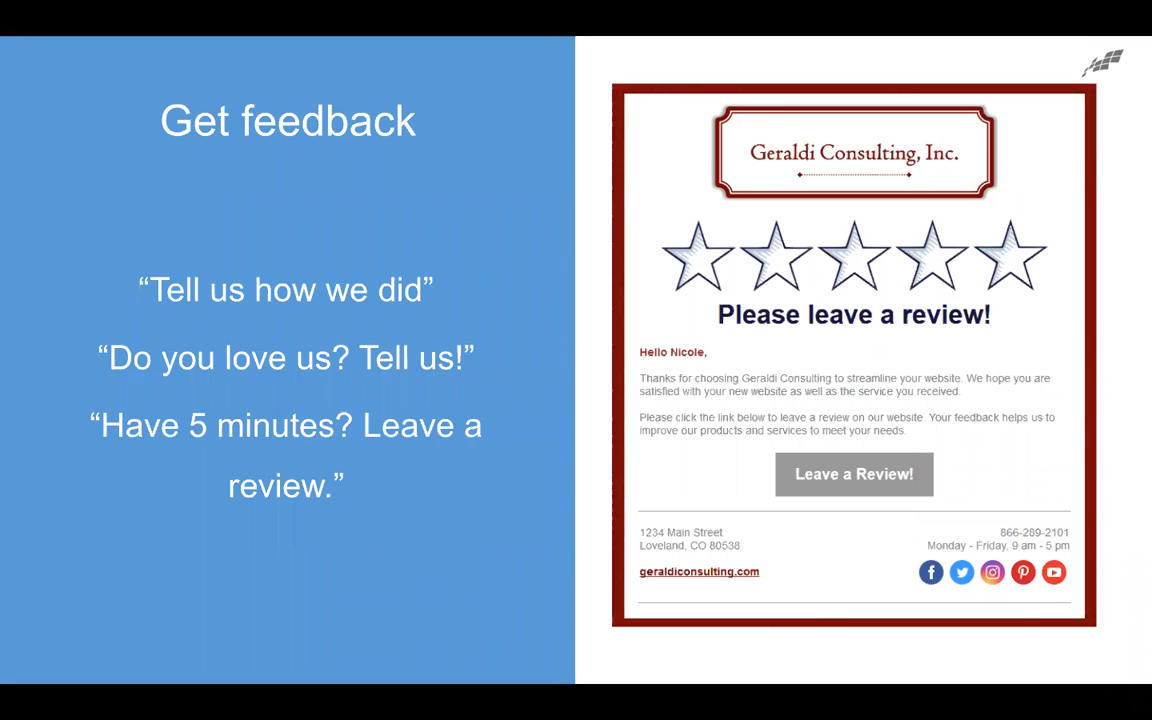 Get feedback
“Tell us how we did”
“Do you love us? Tell us!”
“Have 5 minutes? Leave a
review.”
Geraldi Consulting, Inc.
Please leave a review!
Hello Nicole,
Thanks for choosing Geraldi Consulting to streamline your website. We hope you are
satisfied with your new website as well as the service you received.
Please click the link below to leave a review on our website. Your feedback helps us to
improve our products and services to meet your needs.
Leave a Review!
1234 Main Street
Loveland, CO 80538
geraldiconsulting.com
866-289-2101
Monday - Friday, 9 am - 5 pm